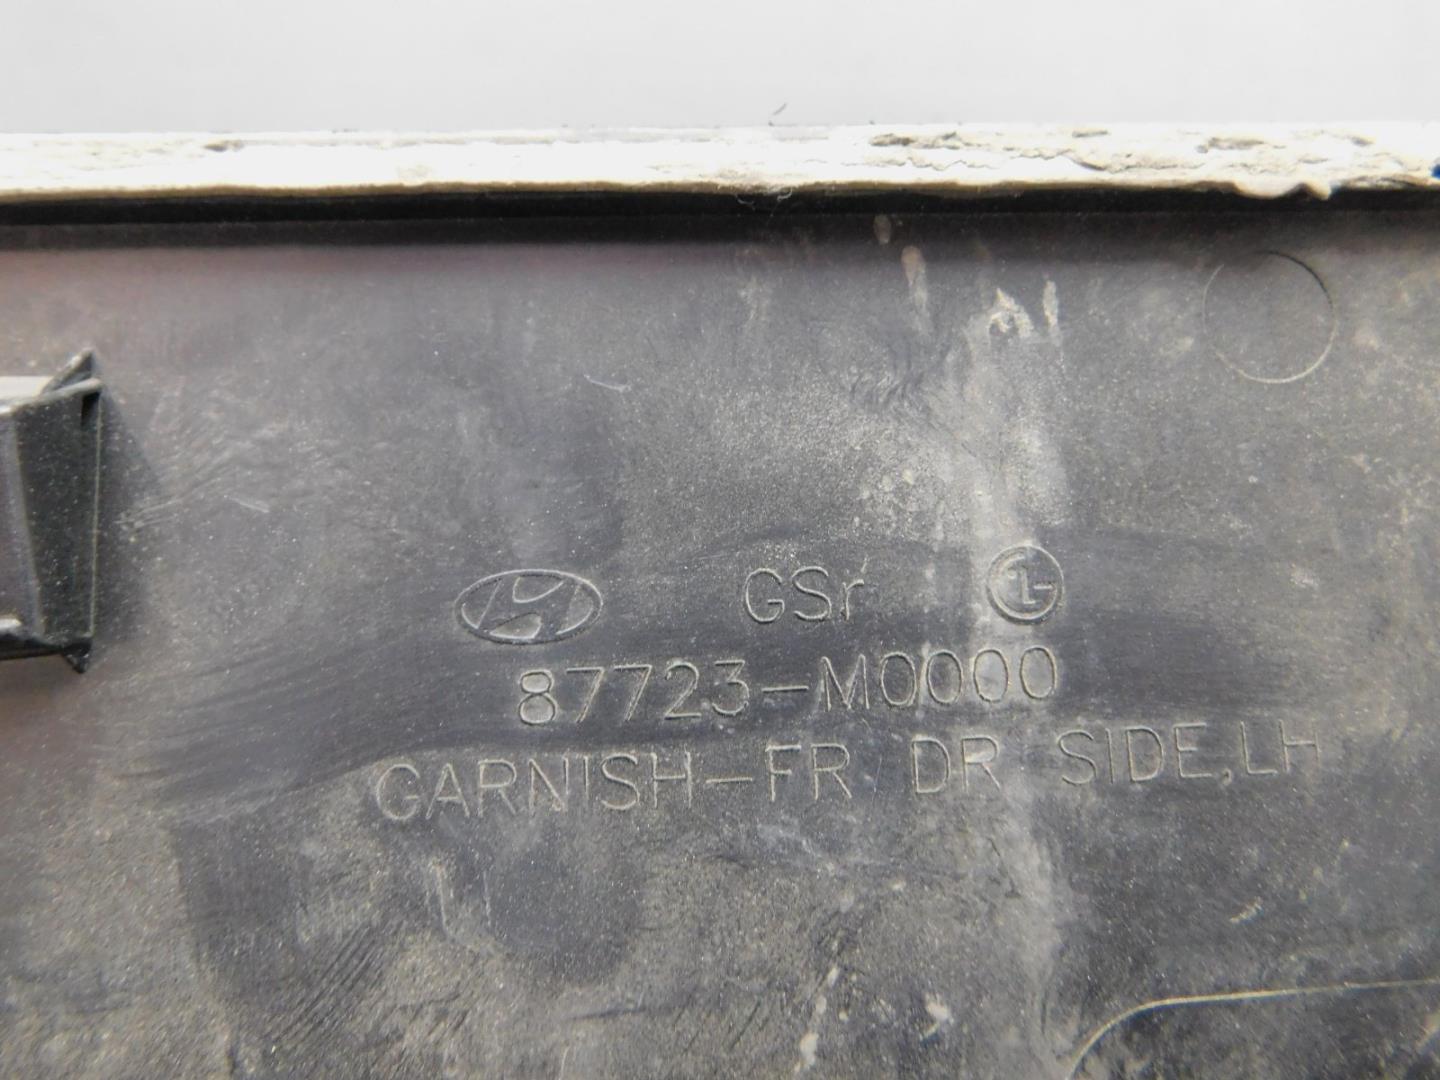 GSr
87723-M0000
GARNISH-FR DR SIDE,LH